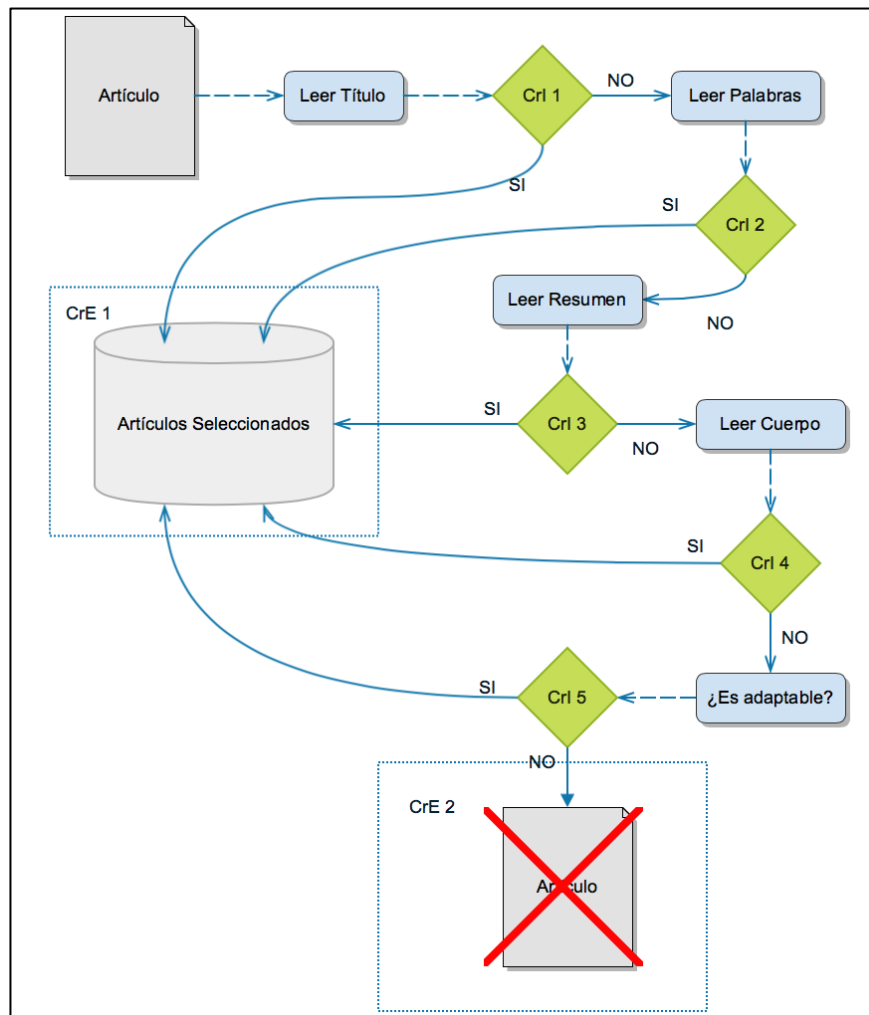 Artículo
Leer Título
CrI 1
NO
Leer Palabras
SI
SI
CrI 2
Leer Resumen
NO
CrE 1
Artículos Seleccionados
SI
CrI 3
NO
Leer Cuerpo
SI
CrI 4
NO
SI
CrI 5
¿Es adaptable?
NO
CrE 2
Artículo